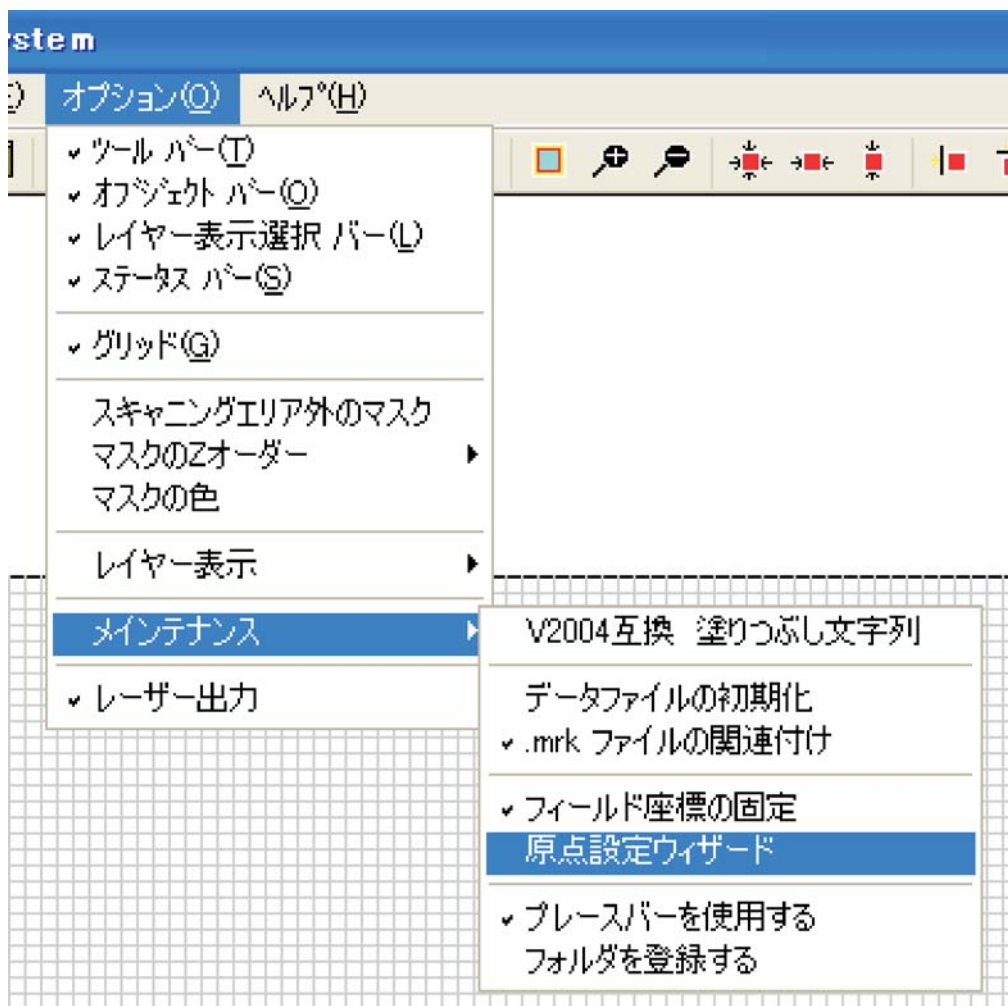 stem
オプション(O) ヘルプ(H)
ツール バー(T)
オブジェクト バー(O)
レイヤー表示選択 バー(L)
ステータス バー(S)
グリッド(G)
スキャニングエリア外のマスク
マスクのZオーダー
マスクの色
レイヤー表示
メインテナンス
レーザー出力
V2004互換 塗りつぶし文字列
データファイルの初期化
.mrk ファイルの関連付け
フィールド座標の固定
原点設定ウィザード
プレースバーを使用する
フォルダを登録する